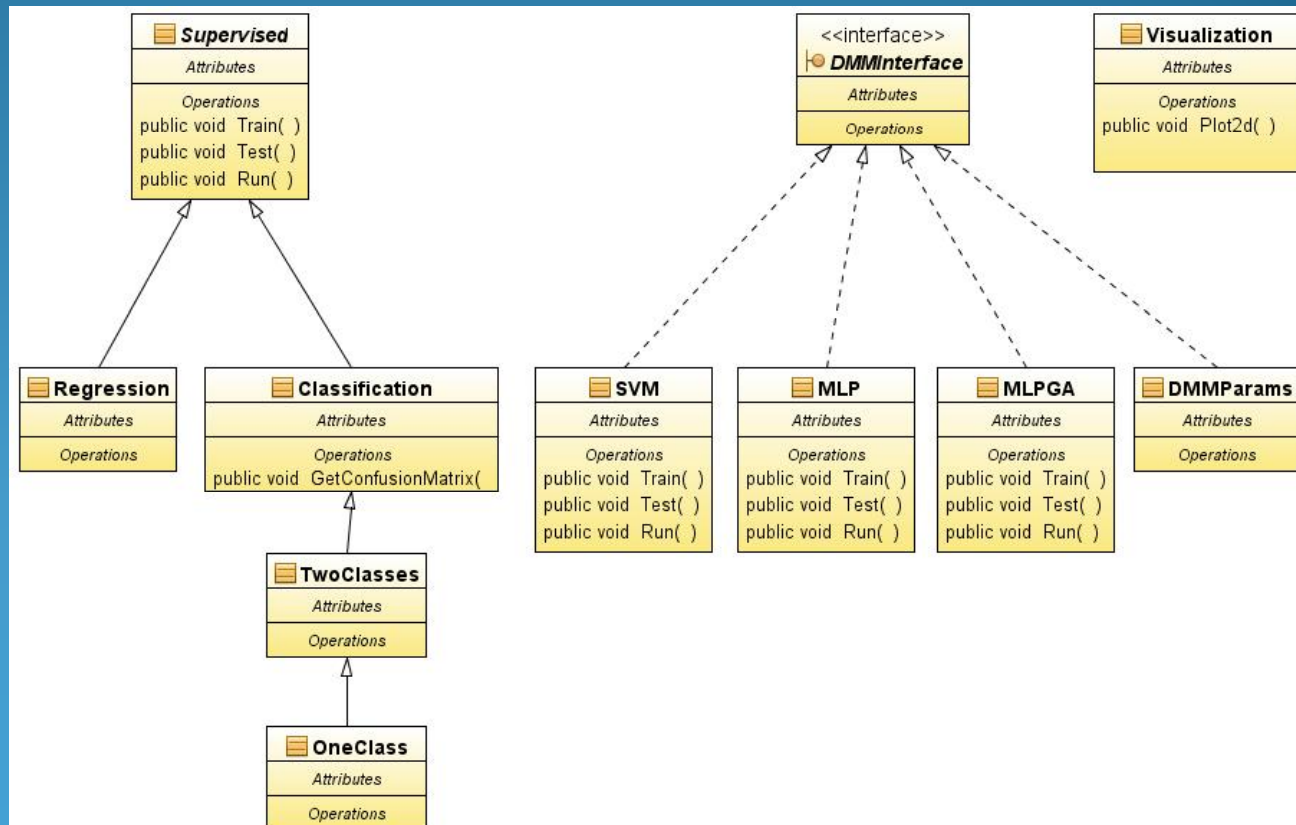 Supervised
Attributes
Operations
public void Train( )
public void Test( )
public void Run( )
<<interface>>
DMMInterface
Attributes
Operations
Visualization
Attributes
Operations
public void Plot2d( )
Regression
Attributes
Operations
Classification
Attributes
Operations
public void GetConfusionMatrix(
SVM
Attributes
Operations
public void Train( )
public void Test( )
public void Run( )
MLP
Attributes
Operations
public void Train( )
public void Test( )
public void Run( )
MLPGA
Attributes
Operations
public void Train( )
public void Test( )
public void Run( )
DMMParams
Attributes
Operations
TwoClasses
Attributes
Operations
OneClass
Attributes
Operations